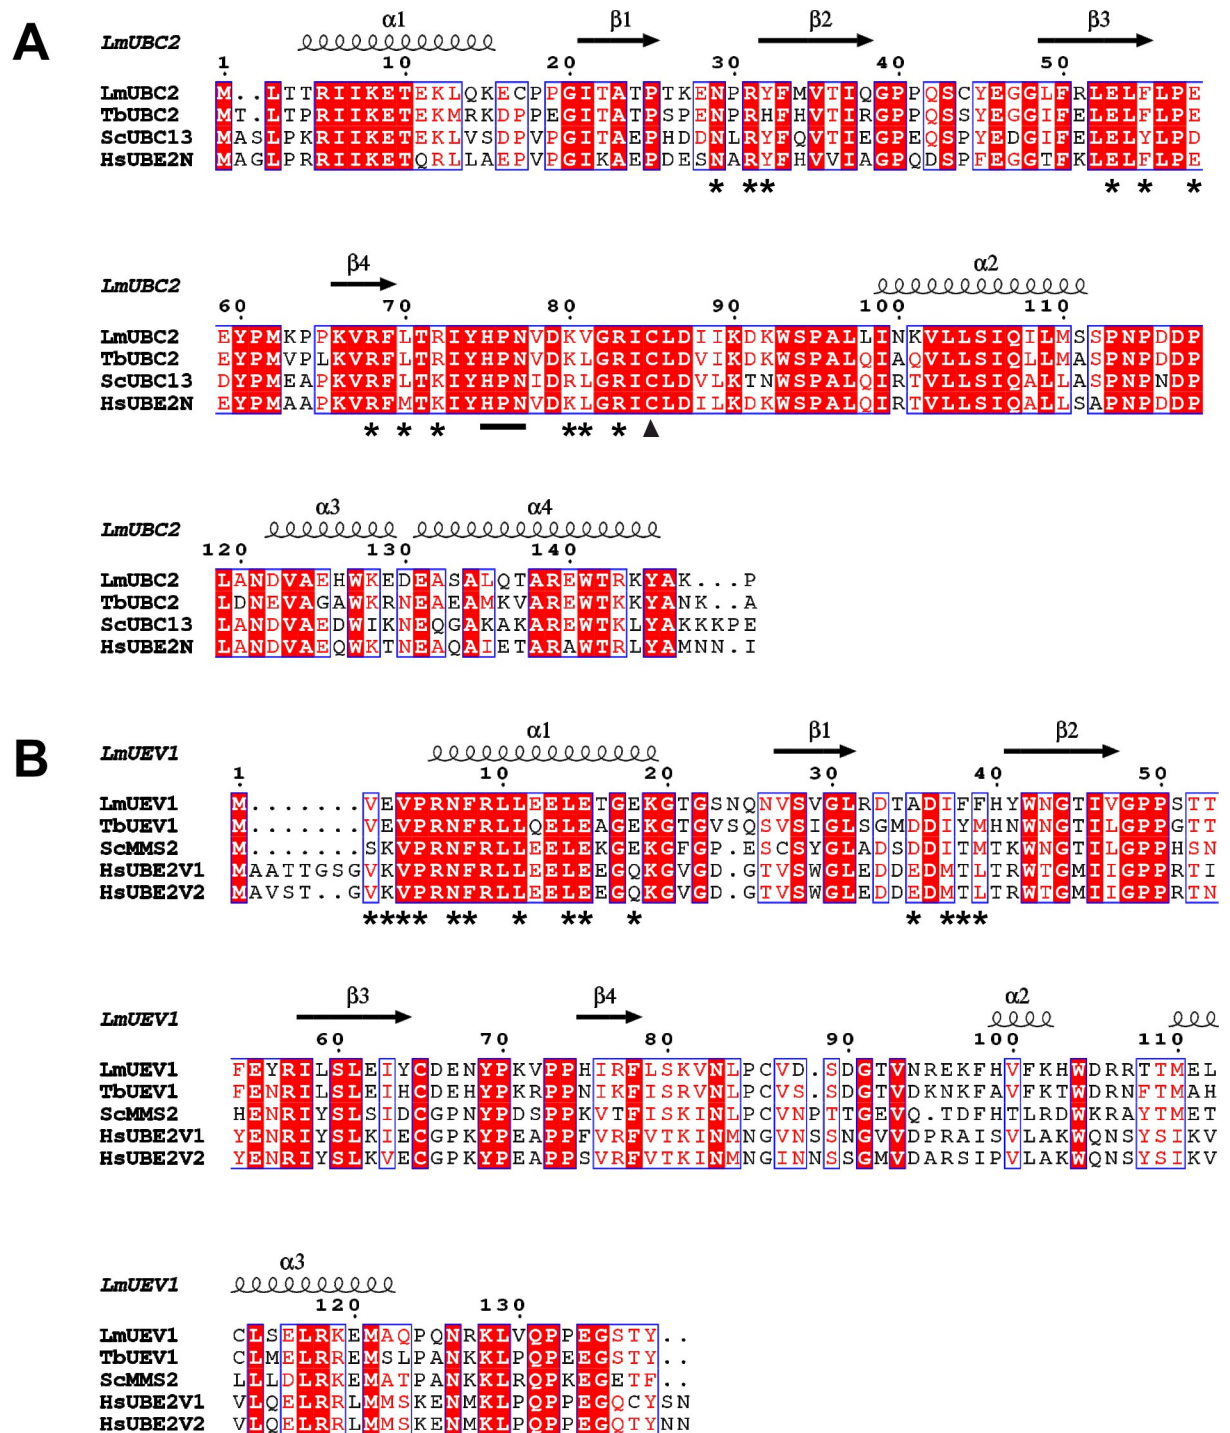 A
α1 β1 β2 β3
LmUBC2
1 10 20 30 40 50
LmUBC2 M..LTTRIIKETEKLQKECPPGITATPTKENPRYFMVTIQGPPQSCYEGGLFRLELFLPE
TbUBC2 MT.LTPRIIKETEKMRKDPPEGITATPSPENPRHFHVTIRGPPQSSYEGGIFELELFLPE
ScUBC13 MASLPKRIIKETEKLVSDPVPGITAEPHDDNLRYFQVTIEGPEQSPYEDGIFELELYLPD
HsUBE2N MAGLPRRIIKETQRLLAEPVPGIKAEPDESNARYFHVVIAGPQDSPFEGGTFKLELFLPE
* ** * * *
β4 α2
LmUBC2
60 70 80 90 100 110
LmUBC2 EYPMKPPKVRFLTRIYHPNVDKVGRICLDIIKDKWSPALLINKVLLSIQILMSSPNPDDP
TbUBC2 EYPMVPLKVRFLTRIYHPNVDKLGRICLDVIKDKWSPALQIAQVLLSIQALMSSPNPDDP
ScUBC13 DYPMEAPKVRFLTKIYHPNIDRLGRICLDVLKTNWSPALQIRTVLLSIQALLASPNPNDP
HsUBE2N EYPMAAPKVRFMTKIYHPNVDKLGRICLDILKDKWSPALQIRTVLLSIQALLSAPNPDDP
* * * ** * ▲
α3 α4
LmUBC2
120 130 140
LmUBC2 LANDVAEHWKEDEASALQTAREWTRKYAK...P
TbUBC2 LDNEVAGAWKRNEAEAMKVAREWTKKYANK..A
ScUBC13 LANDVAEDWIKNEQGAKAKAREWTKLYAKKKPE
HsUBE2N LANDVAEQWKTNEAQAIETARAWTRLYAMNN.I
B
α1 β1 β2
LmUEV1
1 10 20 30 40 50
LmUEV1 M.......VEVPRNFRLLEELETGEKGTGSNQNVSVGLRDTADIFFHYWNGTIVGPPSTT
TbUEV1 M.......VEVPRNFRLLQELEAGEKGTGVSQSVSIGLSGMDDIYMHNWNGTILGPPGTT
ScMMS2 M.......SKVPRNFRLLEELEKGEKGFGP.ESCSYGLADSDDITMTKWNGTILGPPHSN
HsUBE2V1 MAATTGSGVKVPRNFRLLEELEEGQKGVGD.GTVSWGLEDDEDMTLTRWTGMIIGPPRTI
HsUBE2V2 MAVST..GVKVPRNFRLLEELEEGQKGVGD.GTVSWGLEDDEDMTLTRWTGMIIGPPRTN
**** ** * ** * * ***
β3 β4 α2
LmUEV1
60 70 80 90 100 110
LmUEV1 FEYRILSLEIYCDENYPKVPPHIRFLSKVNLPCVD.SDGTVNREKFHVFKHWDRRTTMEL
TbUEV1 FENRILSLEIHCDEHYPKRPPNIKFISRVNLPCVD.SDGTVDKNKFAVFKTWDRNFTMAH
ScMMS2 HENRIYSLSIDCGPNYPDSPPKVTFISKINLPCVNPTTGEVQ.TDFHTLRDWKRAYTMET
HsUBE2V1 YENRIYSLKIECGPKYPEAPPFVRFVTKINMNGVNSSNGVVDPRAISVLAKWQNSYSIKV
HsUBE2V2 YENRIYSLKVECGPKYPEAPPSVRFVTKINMNGINNSSGMVDARSIPVLAKWQNSYSIKV
α3
LmUEV1
120 130
LmUEV1 CLSELRKEMAQPQNRKLVQPPEGSTY..
TbUEV1 CLMELRREMSLPANKKLPQPEEGSTY..
ScMMS2 LLLDLRKEMATPANKKLRQPKEGETF..
HsUBE2V1 VLQELRRLMMSKENMKLPQPPEGQCYSN
HsUBE2V2 VLQELRRLMMSKENMKLPQPPEGQTYNN